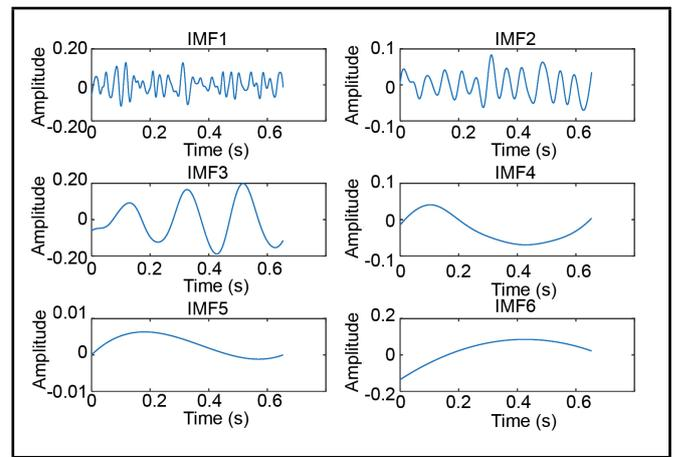 IMF1
Amplitude
0.20
0
-0.20
0 0.2 0.4 0.6
Time (s)
IMF2
Amplitude
0.1
0
-0.1
0 0.2 0.4 0.6
Time (s)
IMF3
Amplitude
0.20
0
-0.20
0 0.2 0.4 0.6
Time (s)
IMF4
Amplitude
0.1
0
-0.1
0 0.2 0.4 0.6
Time (s)
IMF5
Amplitude
0.01
0
-0.01
0 0.2 0.4 0.6
Time (s)
IMF6
Amplitude
0.2
0
-0.2
0 0.2 0.4 0.6
Time (s)